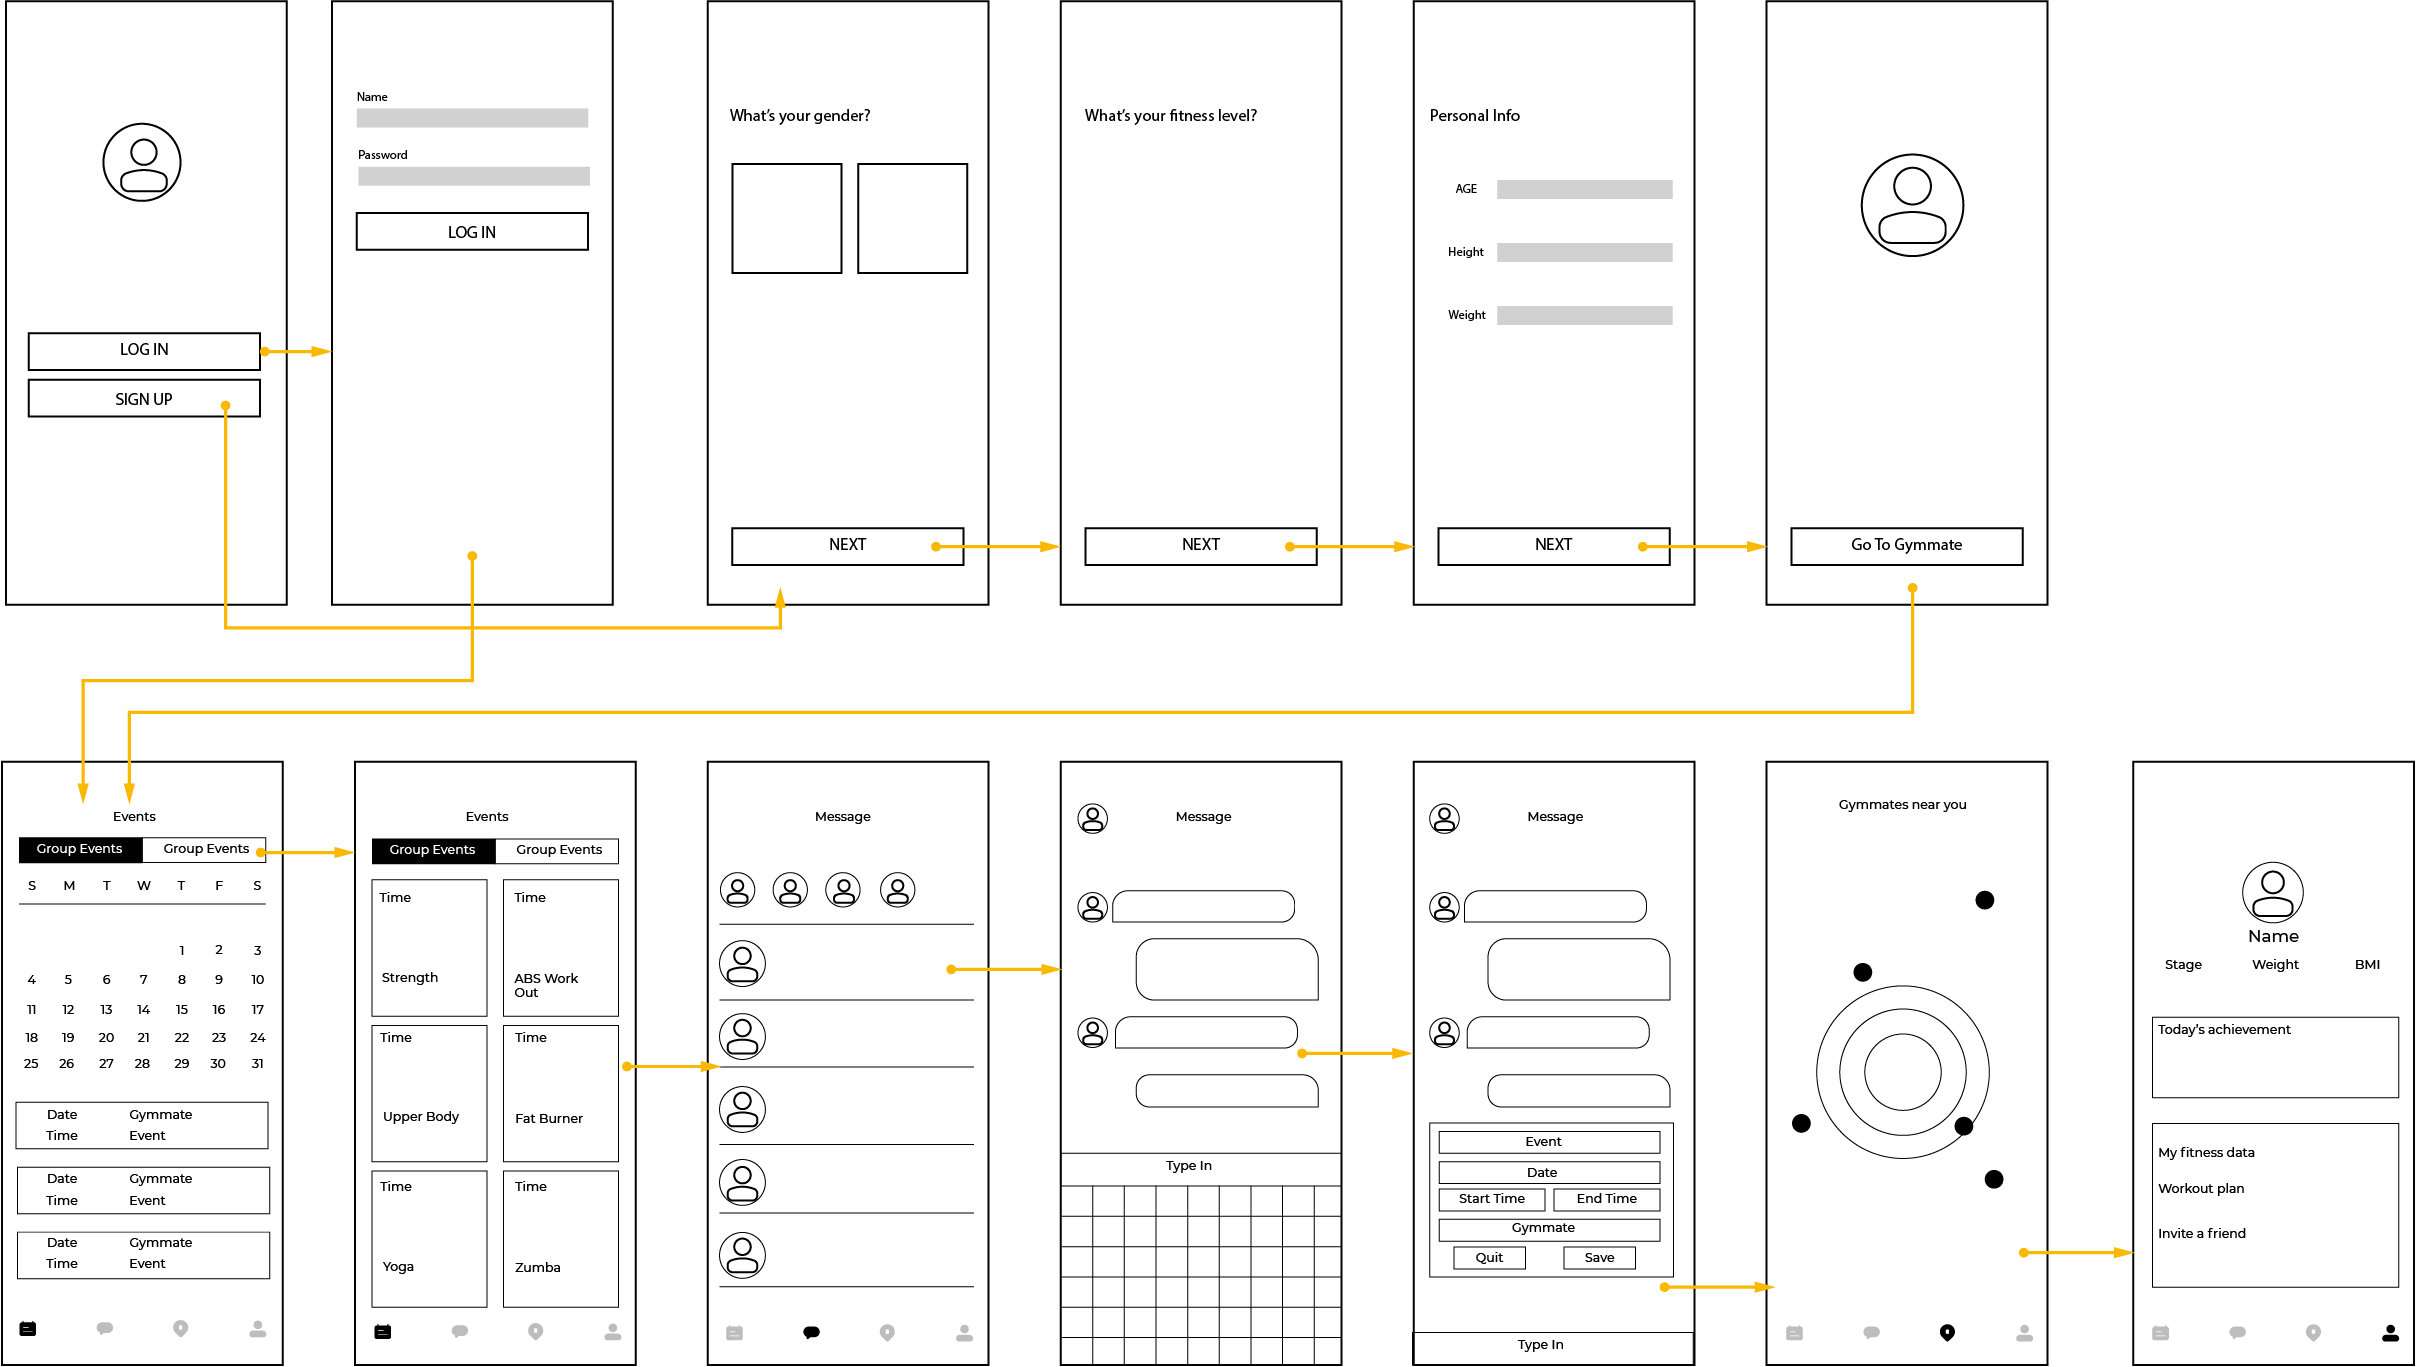 LOG IN
SIGN UP
Name
Password
LOG IN
What's your gender?
NEXT
What's your fitness level?
NEXT
Personal Info
AGE
Height
Weight
NEXT
Go To Gymmate
Events
Group Events Group Events
S M T W T F S
1 2 3
4 5 6 7 8 9 10
11 12 13 14 15 16 17
18 19 20 21 22 23 24
25 26 27 28 29 30 31
Date Gymmate
Time Event
Date Gymmate
Time Event
Date Gymmate
Time Event
Events
Group Events Group Events
Time
Strength
Time
ABS Work
Out
Time
Upper Body
Time
Fat Burner
Time
Yoga
Time
Zumba
Message
Message
Type In
Message
Event
Date
Start Time End Time
Gymmate
Quit Save
Type In
Gymmates near you
Name
Stage Weight BMI
Today's achievement
My fitness data
Workout plan
Invite a friend